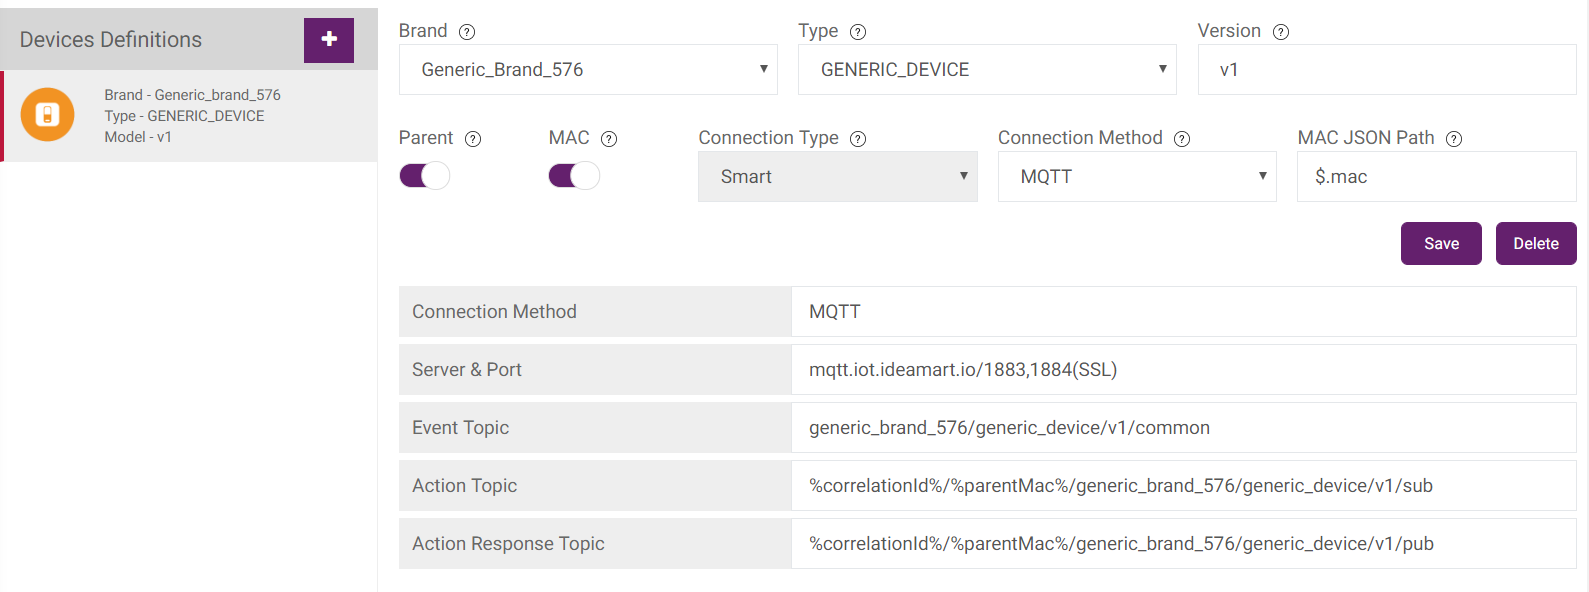 Devices Definitions
Brand - Generic_brand_576
Type - GENERIC_DEVICE
Model - v1
Brand ?
Type ?
Version ?
Generic_Brand_576
GENERIC_DEVICE
v1
Parent ?
MAC ?
Connection Type ?
Connection Method ?
MAC JSON Path ?
Smart
MQTT
$.mac
Save
Delete
Connection Method
MQTT
Server & Port
mqtt.iot.ideamart.io/1883,1884(SSL)
Event Topic
generic_brand_576/generic_device/v1/common
Action Topic
%correlationId%/%parentMac%/generic_brand_576/generic_device/v1/sub
Action Response Topic
%correlationId%/%parentMac%/generic_brand_576/generic_device/v1/pub